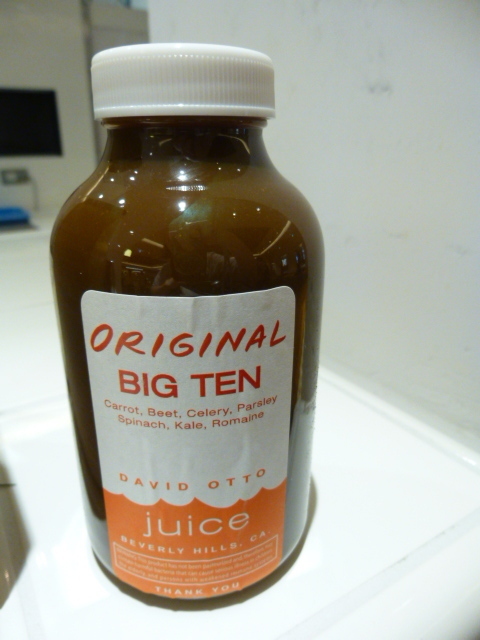 ORIGINAL
BIG TEN
Carrot, Beet, Celery, Parsley
Spinach, Kale, Romaine
DAVID OTTO
juice
BEVERLY HILLS, CA.
THANK YOU